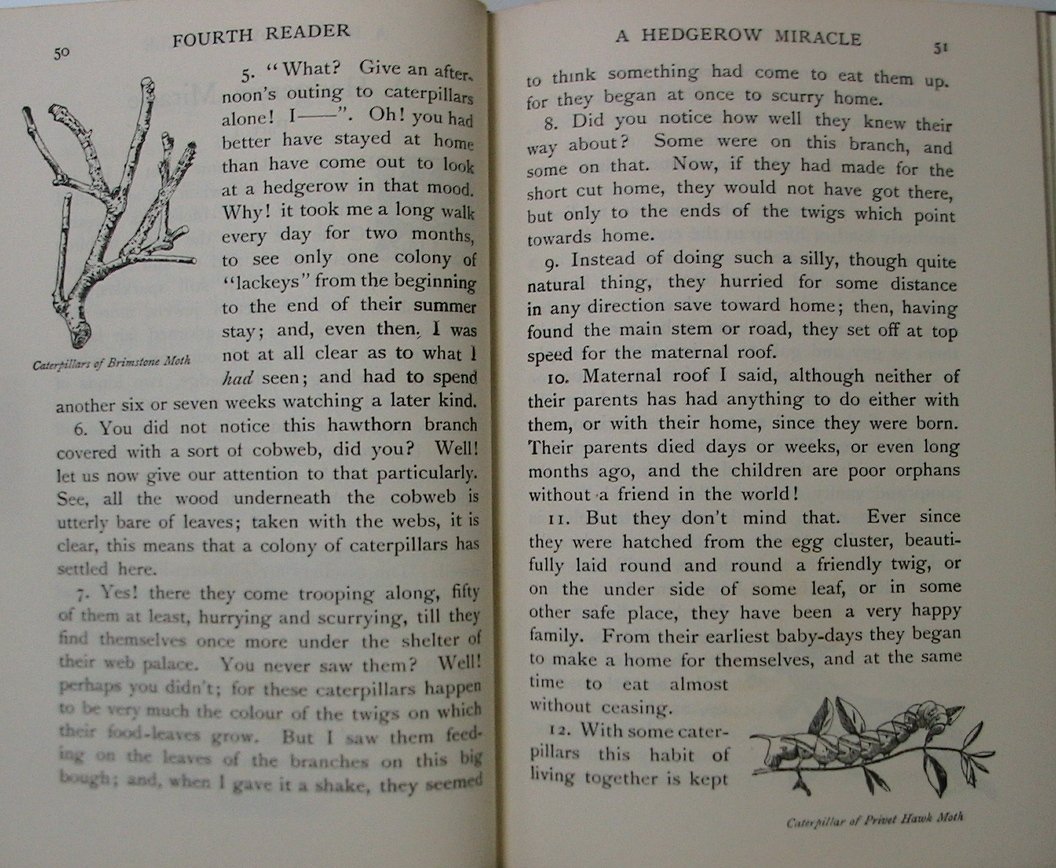 50
FOURTH READER
5. "What? Give an after-
noon's outing to caterpillars
alone! I——". Oh! you had
better have stayed at home
than have come out to look
at a hedgerow in that mood.
Why! it took me a long walk
every day for two months,
to see only one colony of
"lackeys" from the beginning
to the end of their summer
stay; and, even then, I was
not at all clear as to what I
had seen; and had to spend
another six or seven weeks watching a later kind.
Caterpillars of Brimstone Moth
6. You did not notice this hawthorn branch
covered with a sort of cobweb, did you? Well!
let us now give our attention to that particularly.
See, all the wood underneath the cobweb is
utterly bare of leaves; taken with the webs, it is
clear, this means that a colony of caterpillars has
settled here.
7. Yes! there they come trooping along, fifty
of them at least, hurrying and scurrying, till they
find themselves once more under the shelter of
their web palace. You never saw them? Well!
perhaps you didn't; for these caterpillars happen
to be very much the colour of the twigs on which
their food-leaves grow. But I saw them feed-
ing on the leaves of the branches on this big
bough; and, when I gave it a shake, they seemed
A HEDGEROW MIRACLE
51
to think something had come to eat them up.
for they began at once to scurry home.
8. Did you notice how well they knew their
way about? Some were on this branch, and
some on that. Now, if they had made for the
short cut home, they would not have got there,
but only to the ends of the twigs which point
towards home.
9. Instead of doing such a silly, though quite
natural thing, they hurried for some distance
in any direction save toward home; then, having
found the main stem or road, they set off at top
speed for the maternal roof.
10. Maternal roof I said, although neither of
their parents has had anything to do either with
them, or with their home, since they were born.
Their parents died days or weeks, or even long
months ago, and the children are poor orphans
without a friend in the world!
11. But they don't mind that. Ever since
they were hatched from the egg cluster, beauti-
fully laid round and round a friendly twig, or
on the under side of some leaf, or in some
other safe place, they have been a very happy
family. From their earliest baby-days they began
to make a home for themselves, and at the same
time to eat almost
without ceasing.
12. With some cater-
pillars this habit of
living together is kept
Caterpillar of Privet Hawk Moth